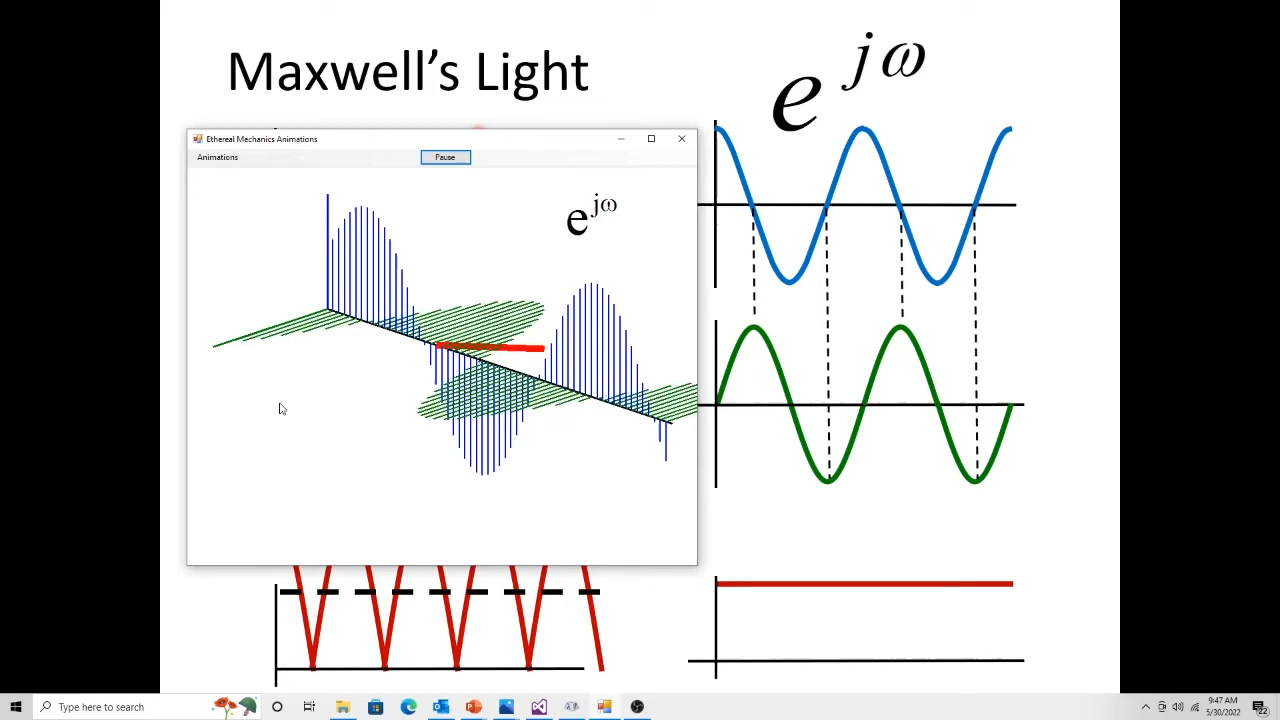 Maxwell’s Light
e^{jω}
Ethereal Mechanics Animations
Animations
Pause
e^{jω}
Type here to search
9:47 AM
5/30/2022
22